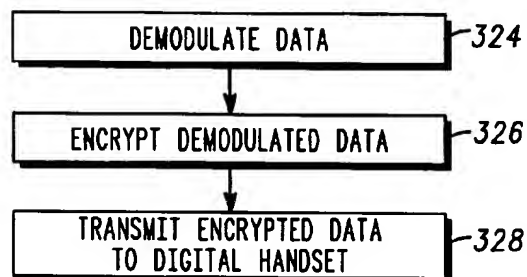 DEMODULATE DATA 324
ENCRYPT DEMODULATED DATA 326
TRANSMIT ENCRYPTED DATA
TO DIGITAL HANDSET 328